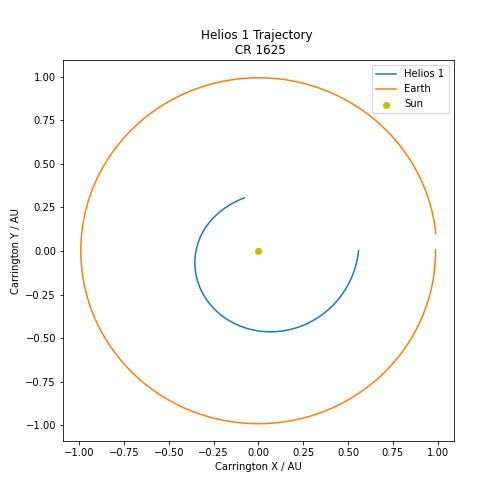 Helios 1 Trajectory
CR 1625
Helios 1
Earth
Sun
1.00
0.75
0.50
0.25
0.00
−0.25
−0.50
−0.75
−1.00
Carrington Y / AU
−1.00 −0.75 −0.50 −0.25 0.00 0.25 0.50 0.75 1.00
Carrington X / AU